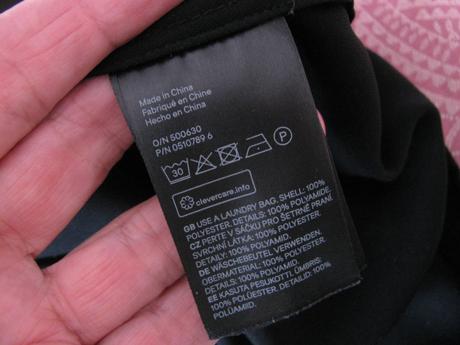 Made in China
Fabriqué en Chine
Hecho en China
O/N 500630
P/N 0510789 6
30 P
clevercare.info
GB USE A LAUNDRY BAG. SHELL: 100%
POLYESTER. DETAILS: 100% POLYAMIDE.
CZ PERTE V SÁČKU PRO ŠETRNÉ PRANÍ
SVRCHNÍ LÁTKA: 100% POLYESTER.
DETAILY: 100% POLYAMID.
DE WÄSCHEBEUTEL VERWENDEN.
OBERMATERIAL: 100% POLYESTER.
DETAILS: 100% POLYAMID.
EE KASUTA PESUKOTTI. ÜMBRIS:
100% POLÜESTER. DETAILID: 100%
POLÜAMIID.